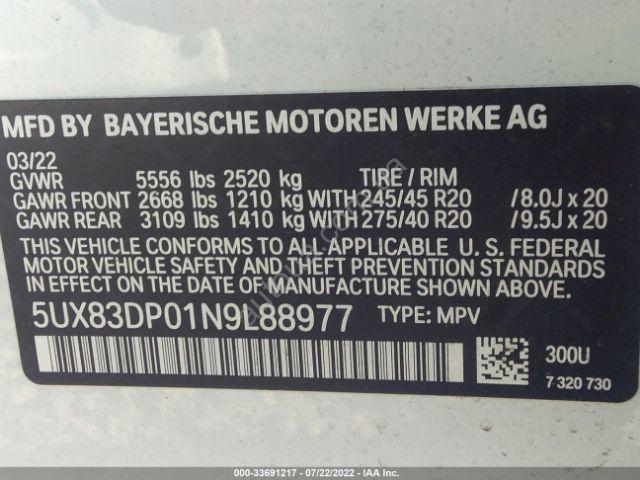 MFD BY BAYERISCHE MOTOREN WERKE AG
03/22
GVWR 5556 lbs 2520 kg TIRE / RIM
GAWR FRONT 2668 lbs 1210 kg WITH 245/45 R20 /8.0J x 20
GAWR REAR 3109 lbs 1410 kg WITH 275/40 R20 /9.5J x 20
THIS VEHICLE CONFORMS TO ALL APPLICABLE U. S. FEDERAL
MOTOR VEHICLE SAFETY AND THEFT PREVENTION STANDARDS
IN EFFECT ON THE DATE OF MANUFACTURE SHOWN ABOVE.
5UX83DP01N9L88977 TYPE: MPV
300U
7 320 730
000-33691217 - 07/22/2022 - IAA Inc.